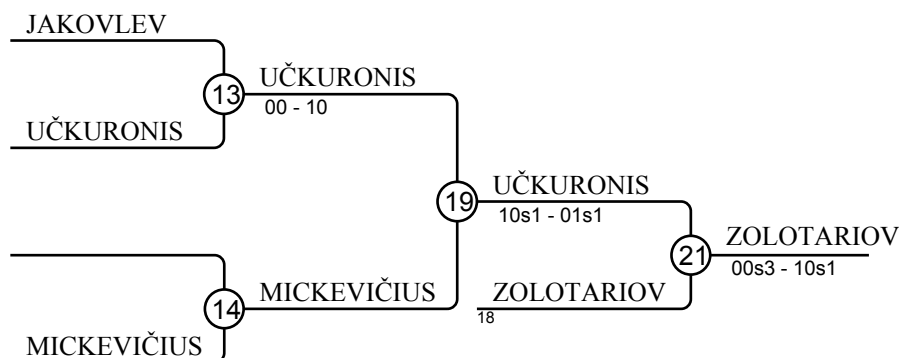 JAKOVLEV
13
UČKURONIS
00 - 10
UČKURONIS
19
UČKURONIS
10s1 - 01s1
21
ZOLOTARIOV
00s3 - 10s1
14
MICKEVIČIUS
ZOLOTARIOV
18
MICKEVIČIUS